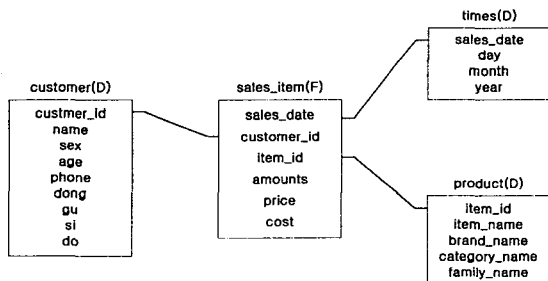 times(D)
sales_date
day
month
year
customer(D)
custmer_id
name
sex
age
phone
dong
gu
si
do
sales_item(F)
sales_date
customer_id
item_id
amounts
price
cost
product(D)
item_id
item_name
brand_name
category_name
family_name